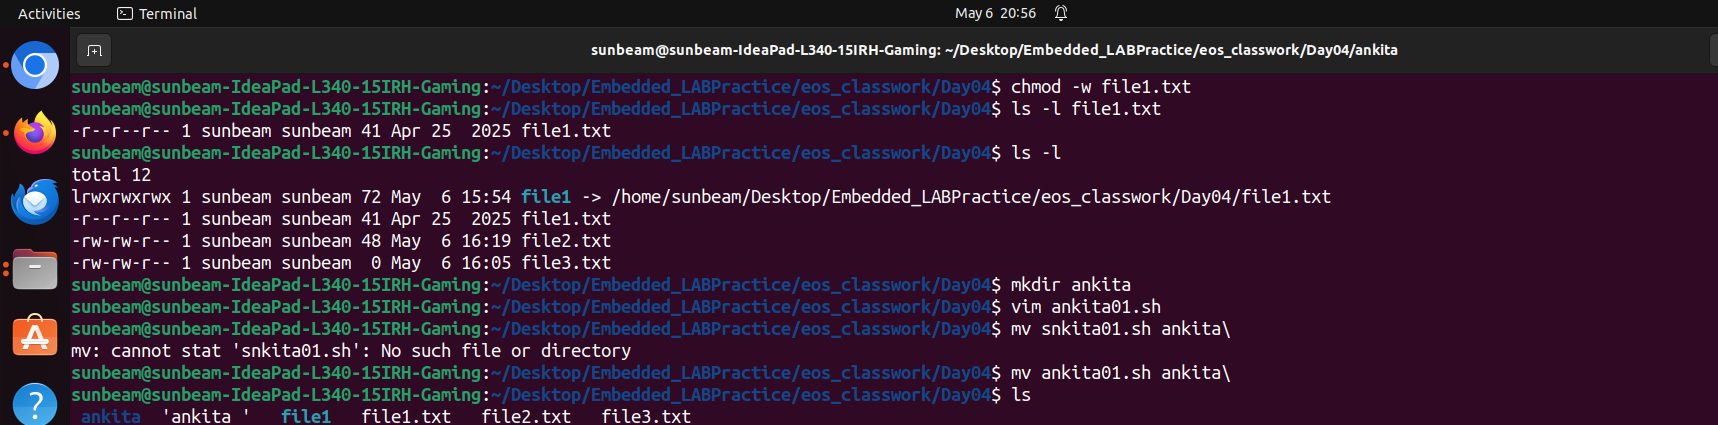 Activities Terminal May 6 20:56
sunbeam@sunbeam-IdeaPad-L340-15IRH-Gaming: ~/Desktop/Embedded_LABPractice/eos_classwork/Day04/ankita
sunbeam@sunbeam-IdeaPad-L340-15IRH-Gaming:~/Desktop/Embedded_LABPractice/eos_classwork/Day04$ chmod -w file1.txt
sunbeam@sunbeam-IdeaPad-L340-15IRH-Gaming:~/Desktop/Embedded_LABPractice/eos_classwork/Day04$ ls -l file1.txt
-r--r--r-- 1 sunbeam sunbeam 41 Apr 25  2025 file1.txt
sunbeam@sunbeam-IdeaPad-L340-15IRH-Gaming:~/Desktop/Embedded_LABPractice/eos_classwork/Day04$ ls -l
total 12
lrwxrwxrwx 1 sunbeam sunbeam 72 May  6 15:54 file1 -> /home/sunbeam/Desktop/Embedded_LABPractice/eos_classwork/Day04/file1.txt
-r--r--r-- 1 sunbeam sunbeam 41 Apr 25  2025 file1.txt
-rw-rw-r-- 1 sunbeam sunbeam 48 May  6 16:19 file2.txt
-rw-rw-r-- 1 sunbeam sunbeam  0 May  6 16:05 file3.txt
sunbeam@sunbeam-IdeaPad-L340-15IRH-Gaming:~/Desktop/Embedded_LABPractice/eos_classwork/Day04$ mkdir ankita
sunbeam@sunbeam-IdeaPad-L340-15IRH-Gaming:~/Desktop/Embedded_LABPractice/eos_classwork/Day04$ vim ankita01.sh
sunbeam@sunbeam-IdeaPad-L340-15IRH-Gaming:~/Desktop/Embedded_LABPractice/eos_classwork/Day04$ mv snkita01.sh ankita\
mv: cannot stat 'snkita01.sh': No such file or directory
sunbeam@sunbeam-IdeaPad-L340-15IRH-Gaming:~/Desktop/Embedded_LABPractice/eos_classwork/Day04$ mv ankita01.sh ankita\
sunbeam@sunbeam-IdeaPad-L340-15IRH-Gaming:~/Desktop/Embedded_LABPractice/eos_classwork/Day04$ ls
 ankita  'ankita '   file1   file1.txt   file2.txt   file3.txt